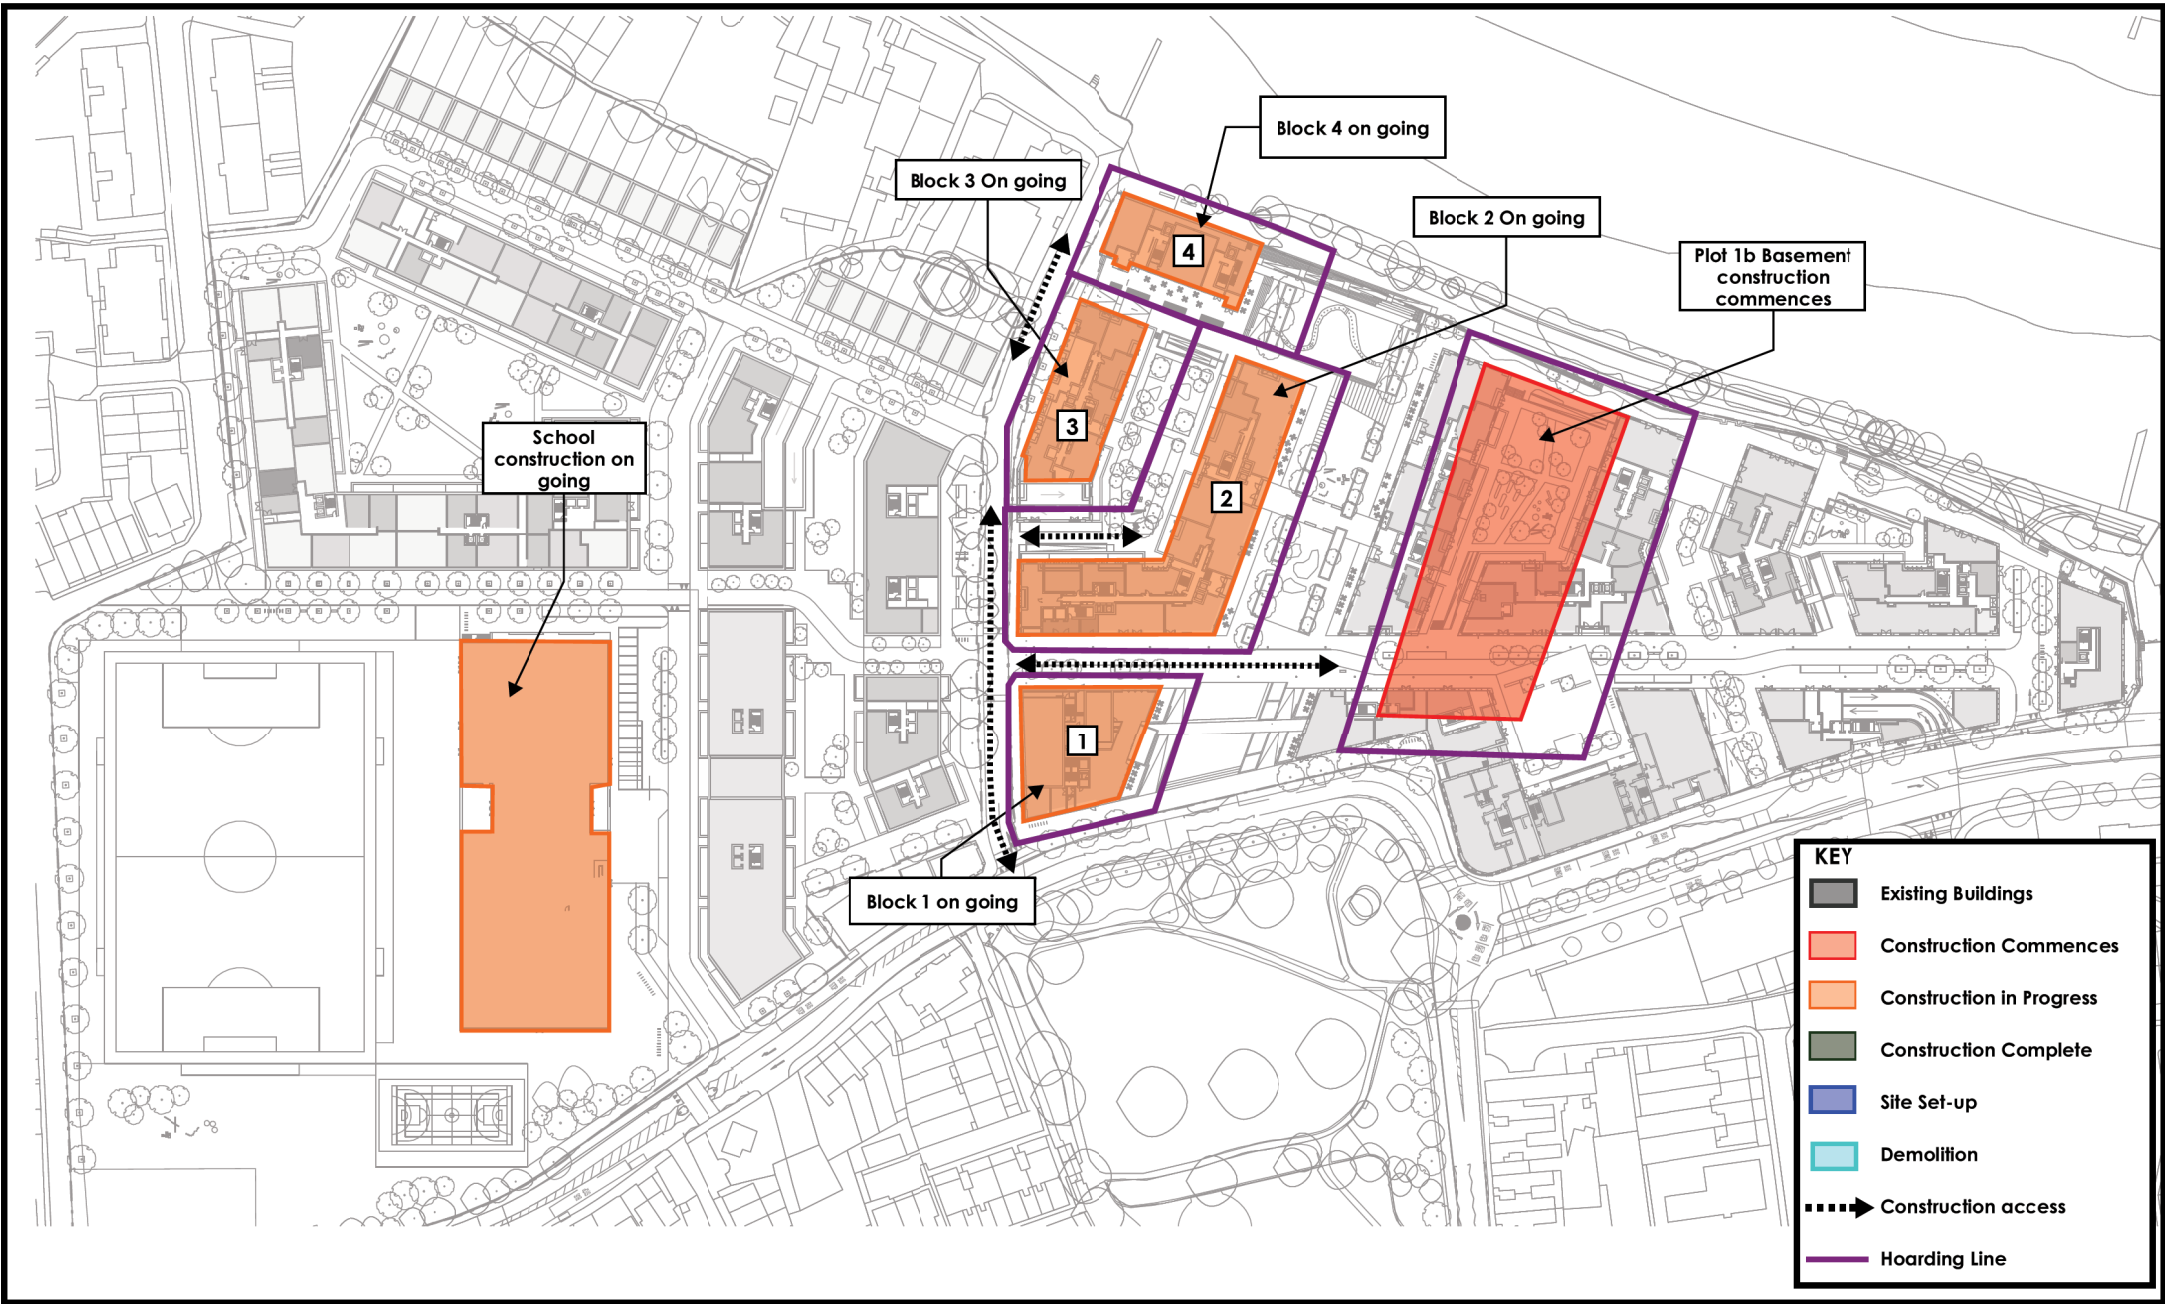 Block 4 on going
Block 3 On going
Block 2 On going
Plot 1b Basement
construction
commences
4
3
2
School
construction on
going
1
Block 1 on going
KEY
Existing Buildings
Construction Commences
Construction in Progress
Construction Complete
Site Set-up
Demolition
Construction access
Hoarding Line